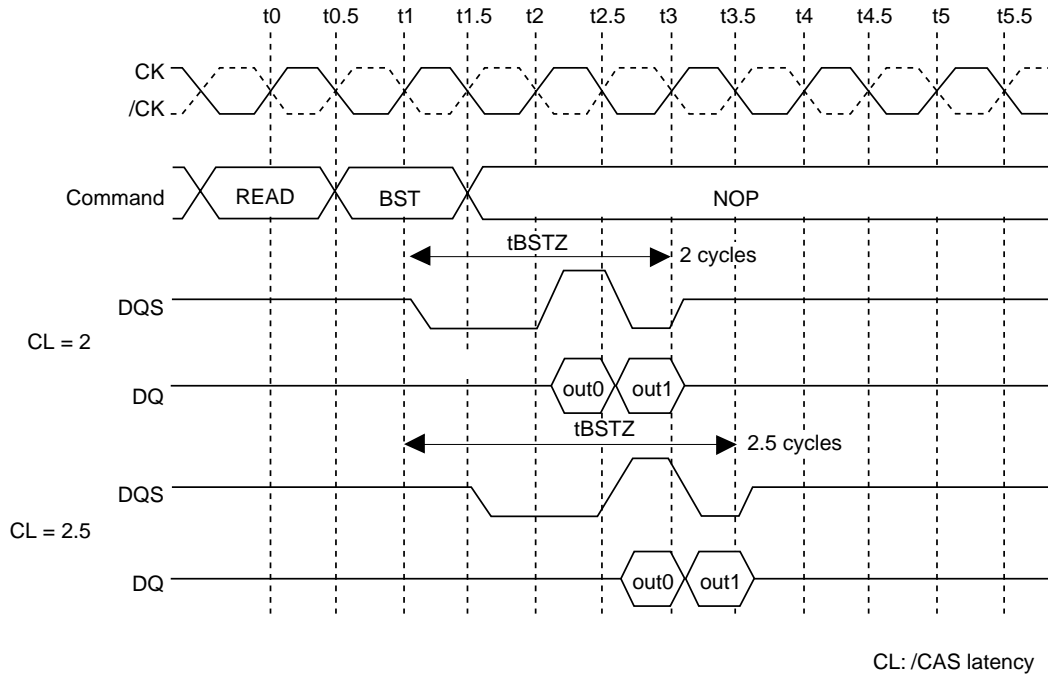 t0 t0.5 t1 t1.5 t2 t2.5 t3 t3.5 t4 t4.5 t5 t5.5
CK
/CK
Command READ BST NOP
tBSTZ 2 cycles
DQS
CL = 2
DQ out0 out1
tBSTZ 2.5 cycles
DQS
CL = 2.5
DQ out0 out1
CL: /CAS latency